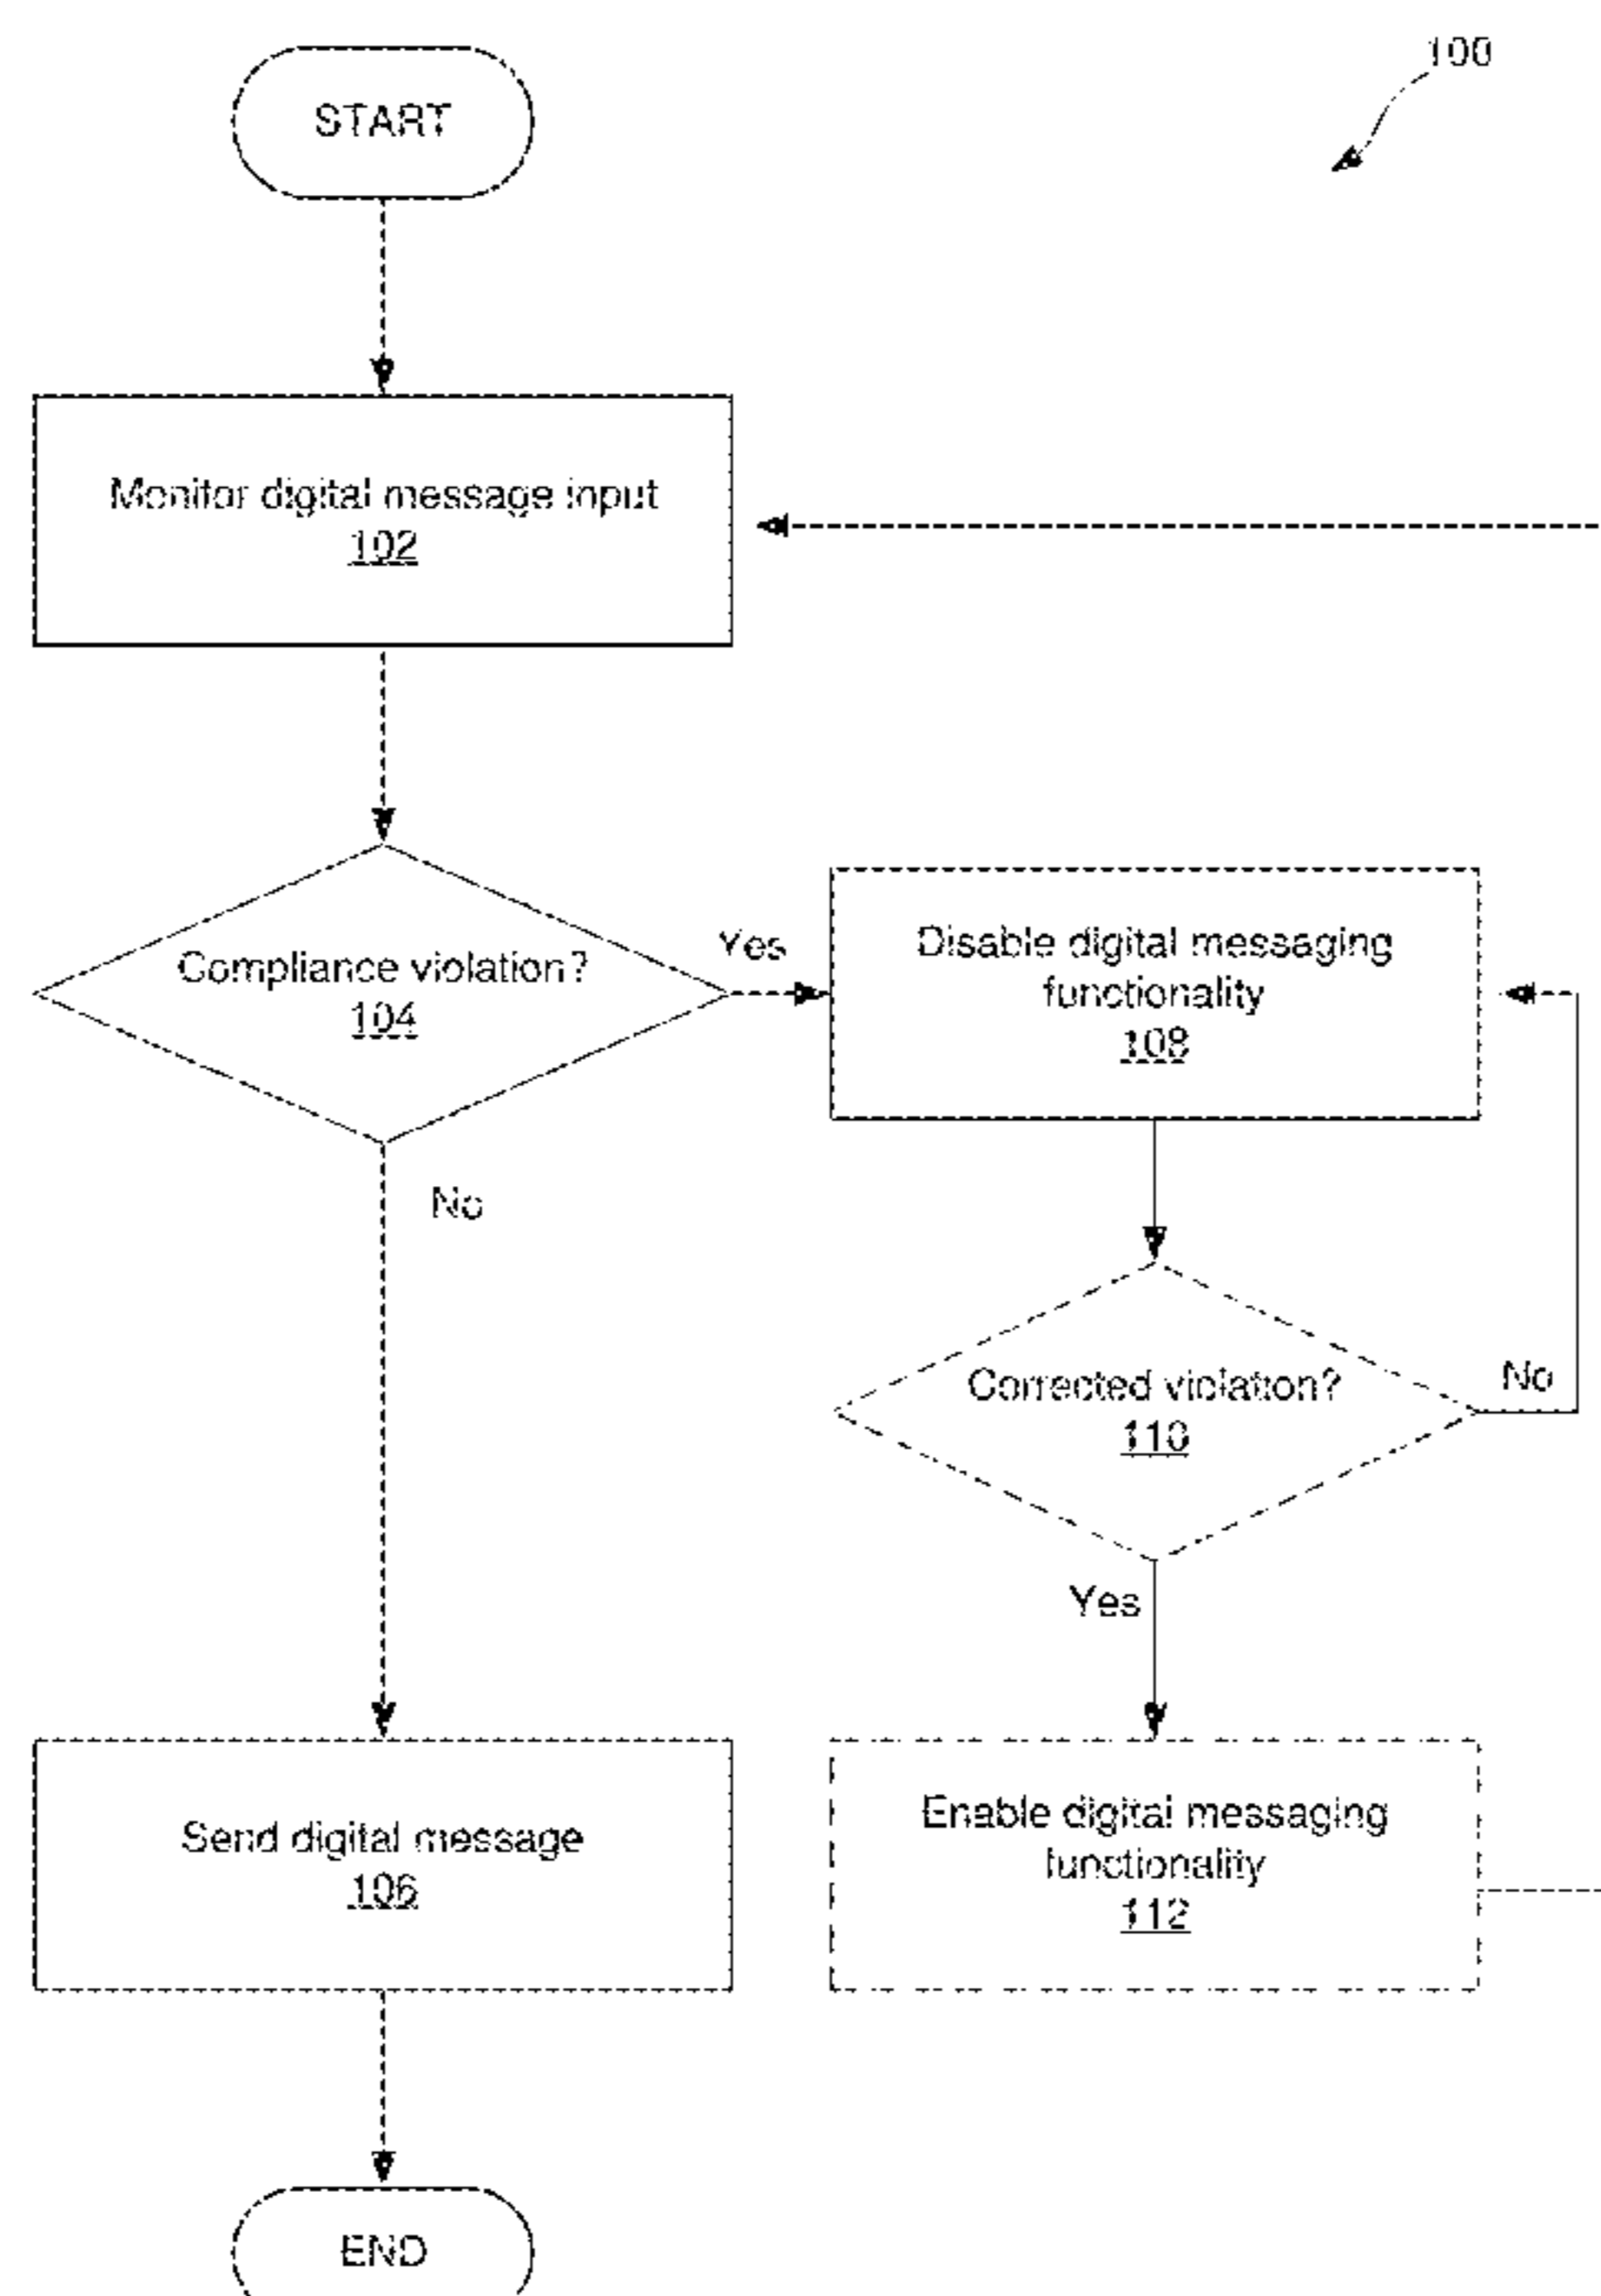 100
START
Monitor digital message input
102
Compliance violation?
104
Yes
Disable digital messaging
functionality
108
No
Corrected violation?
110
No
Yes
Send digital message
106
Enable digital messaging
functionality
112
END